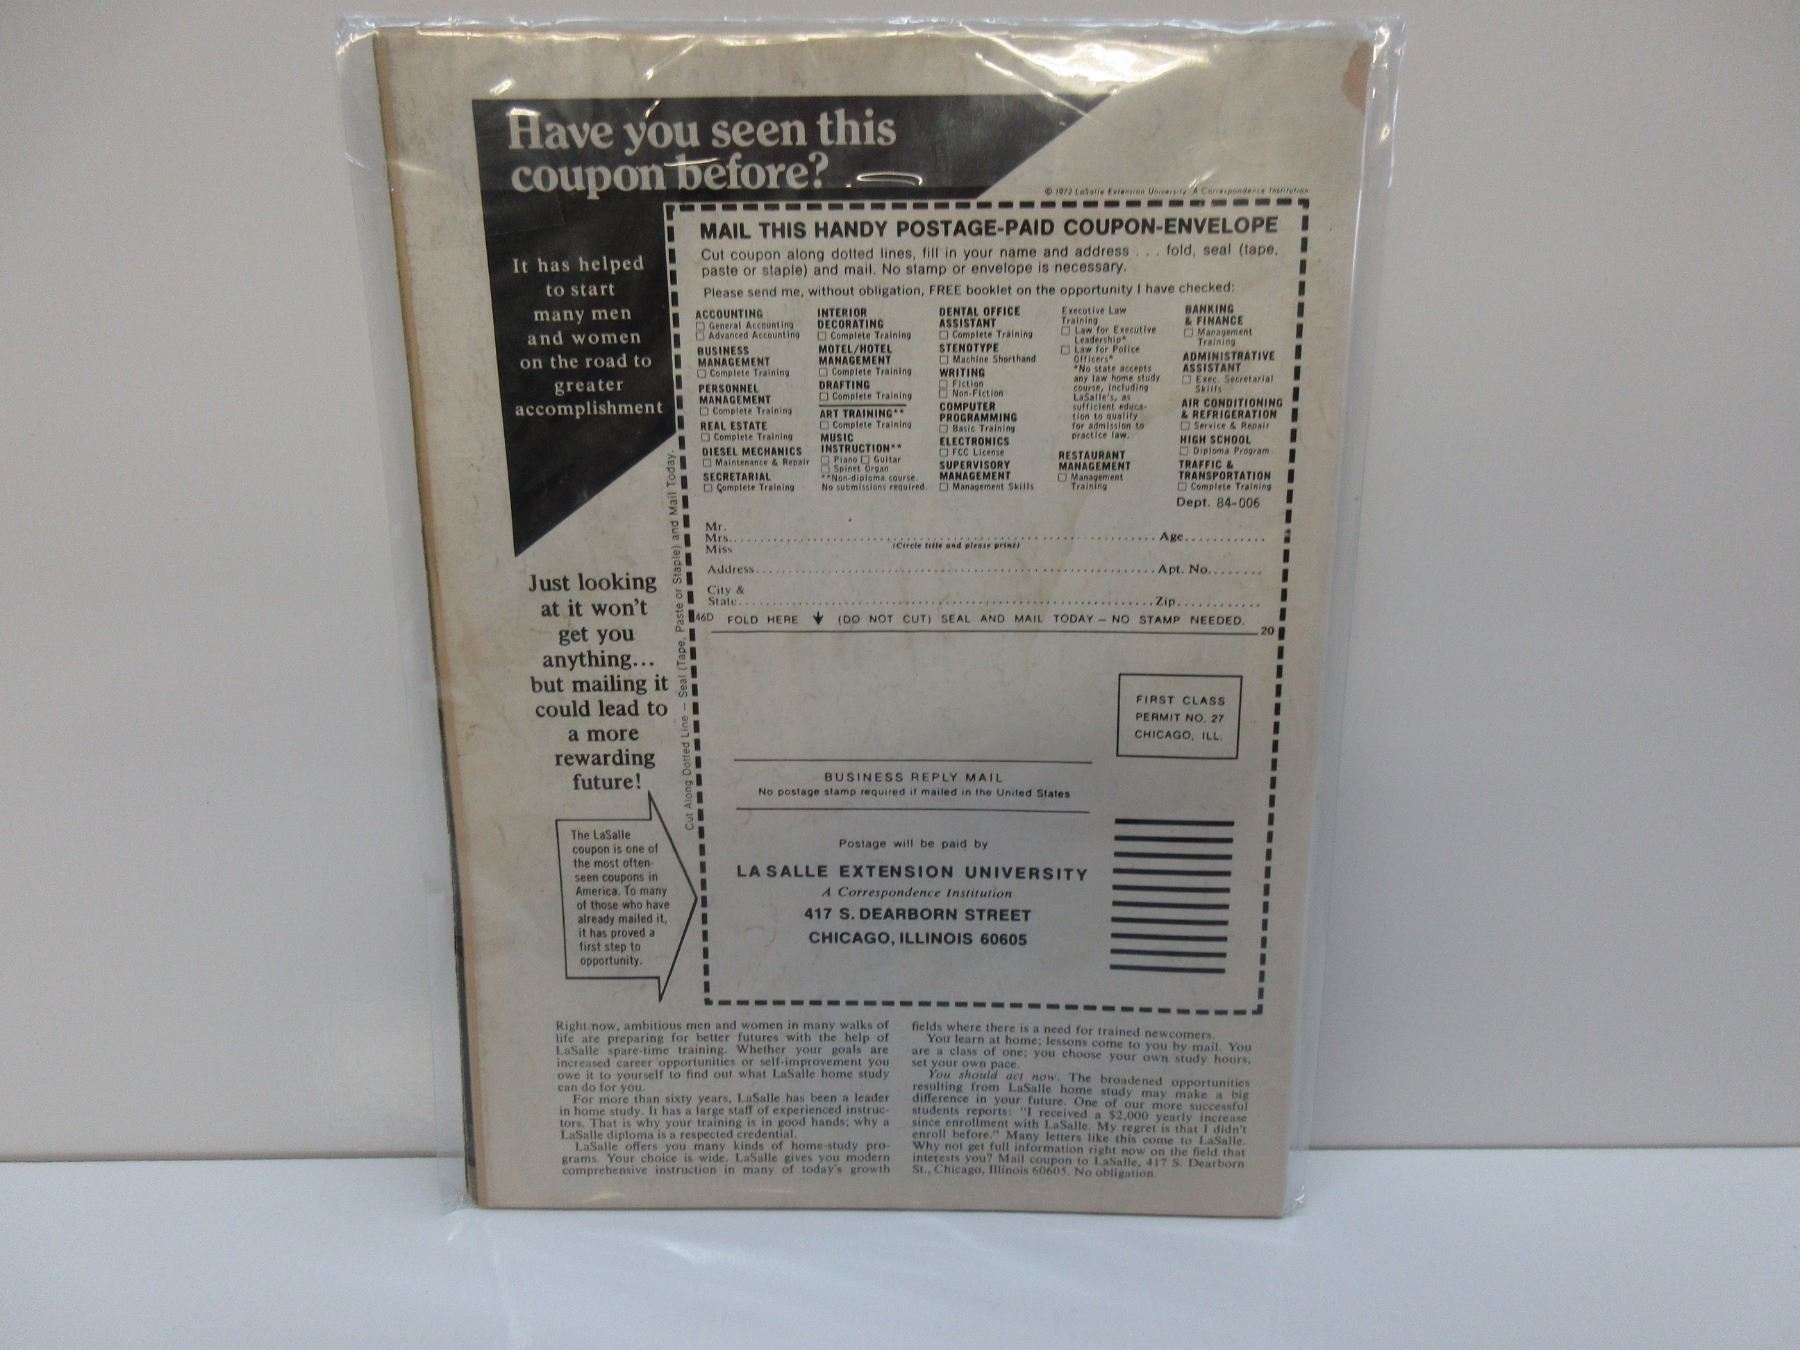 Have you seen this
coupon before?
It has helped
to start
many men
and women
on the road to
greater
accomplishment
Just looking
at it won't
get you
anything...
but mailing it
could lead to
a more
rewarding
future!
The LaSalle
coupon is one of
the most often-
seen coupons in
America. To many
of those who have
already mailed it,
it has proved a
first step to
opportunity.
© 1972 LaSalle Extension University, A Correspondence Institution
MAIL THIS HANDY POSTAGE-PAID COUPON-ENVELOPE
Cut coupon along dotted lines, fill in your name and address . . . fold, seal (tape,
paste or staple) and mail. No stamp or envelope is necessary.
Please send me, without obligation, FREE booklet on the opportunity I have checked:
ACCOUNTING
☐ General Accounting
☐ Advanced Accounting
BUSINESS
MANAGEMENT
☐ Complete Training
PERSONNEL
MANAGEMENT
☐ Complete Training
REAL ESTATE
☐ Complete Training
DIESEL MECHANICS
☐ Maintenance & Repair
SECRETARIAL
☐ Complete Training
INTERIOR
DECORATING
☐ Complete Training
MOTEL/HOTEL
MANAGEMENT
☐ Complete Training
DRAFTING
☐ Complete Training
ART TRAINING**
☐ Complete Training
MUSIC
INSTRUCTION**
☐ Piano ☐ Guitar
☐ Spinet Organ
**Non-diploma course.
No submissions required.
DENTAL OFFICE
ASSISTANT
☐ Complete Training
STENOTYPE
☐ Machine Shorthand
WRITING
☐ Fiction
☐ Non-Fiction
COMPUTER
PROGRAMMING
☐ Basic Training
ELECTRONICS
☐ FCC License
SUPERVISORY
MANAGEMENT
☐ Management Skills
Executive Law
Training
☐ Law for Executive
Leadership*
☐ Law for Police
Officers*
*No state accepts
any law home study
course, including
LaSalle's, as
sufficient educa-
tion to qualify
for admission to
practice law.
RESTAURANT
MANAGEMENT
☐ Management
Training
BANKING
& FINANCE
☐ Management
Training
ADMINISTRATIVE
ASSISTANT
☐ Exec. Secretarial
Skills
AIR CONDITIONING
& REFRIGERATION
☐ Service & Repair
HIGH SCHOOL
☐ Diploma Program
TRAFFIC &
TRANSPORTATION
☐ Complete Training
Dept. 84-006
Mr.
Mrs. Age
Miss (Circle title and please print)
Address Apt. No.
City &
State Zip
46D FOLD HERE (DO NOT CUT) SEAL AND MAIL TODAY – NO STAMP NEEDED.
20
Cut Along Dotted Line – Seal (Tape, Paste or Staple) and Mail Today.
FIRST CLASS
PERMIT NO. 27
CHICAGO, ILL.
BUSINESS REPLY MAIL
No postage stamp required if mailed in the United States
Postage will be paid by
LA SALLE EXTENSION UNIVERSITY
A Correspondence Institution
417 S. DEARBORN STREET
CHICAGO, ILLINOIS 60605
Right now, ambitious men and women in many walks of
life are preparing for better futures with the help of
LaSalle spare-time training. Whether your goals are
increased career opportunities or self-improvement you
owe it to yourself to find out what LaSalle home study
can do for you.
For more than sixty years, LaSalle has been a leader
in home study. It has a large staff of experienced instruc-
tors. That is why your training is in good hands; why a
LaSalle diploma is a respected credential.
LaSalle offers you many kinds of home-study pro-
grams. Your choice is wide. LaSalle gives you modern
comprehensive instruction in many of today's growth
fields where there is a need for trained newcomers.
You learn at home; lessons come to you by mail. You
are a class of one; you choose your own study hours,
set your own pace.
You should act now. The broadened opportunities
resulting from LaSalle home study may make a big
difference in your future. One of our more successful
students reports: "I received a $2,000 yearly increase
since enrollment with LaSalle. My regret is that I didn't
enroll before." Many letters like this come to LaSalle.
Why not get full information right now on the field that
interests you? Mail coupon to LaSalle, 417 S. Dearborn
St., Chicago, Illinois 60605. No obligation.